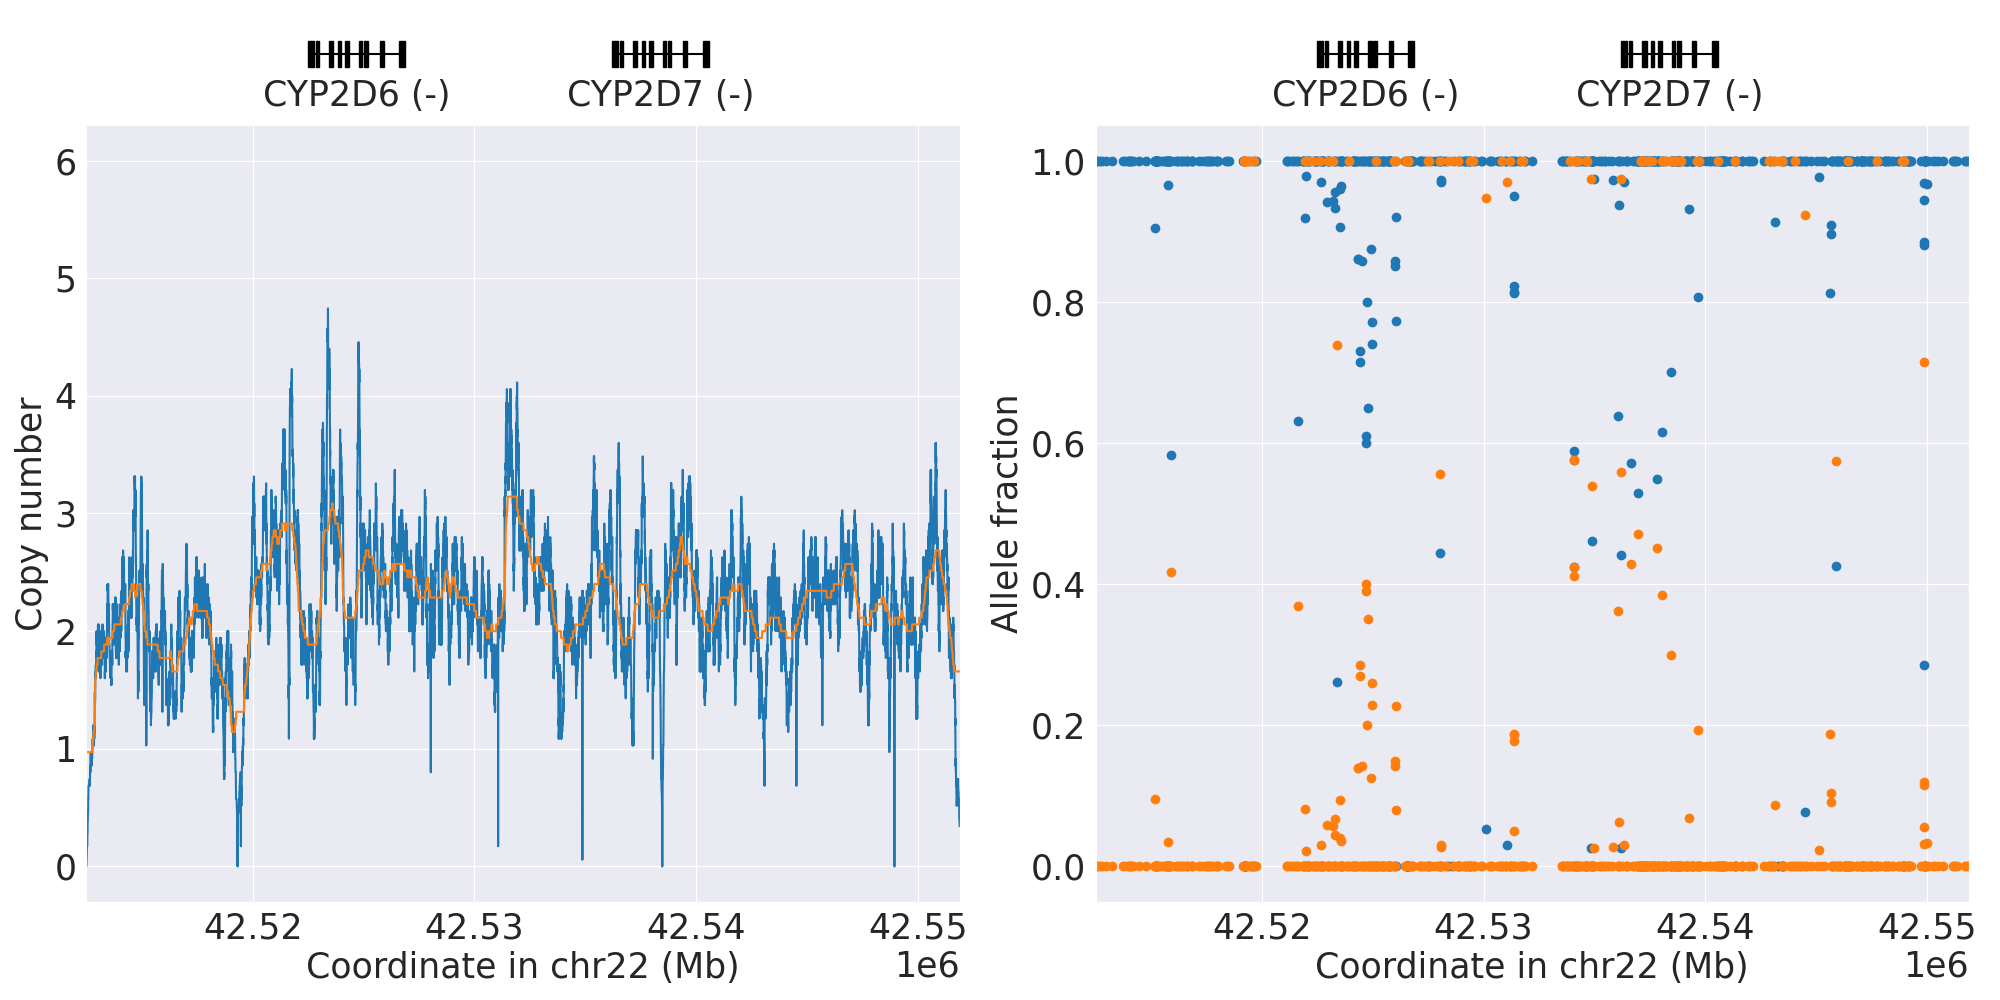 CYP2D6 (-) CYP2D7 (-)
6
5
4
3
2
1
0
Copy number
42.52 42.53 42.54 42.55
Coordinate in chr22 (Mb) 1e6
CYP2D6 (-) CYP2D7 (-)
1.0
0.8
0.6
0.4
0.2
0.0
Allele fraction
42.52 42.53 42.54 42.55
Coordinate in chr22 (Mb) 1e6